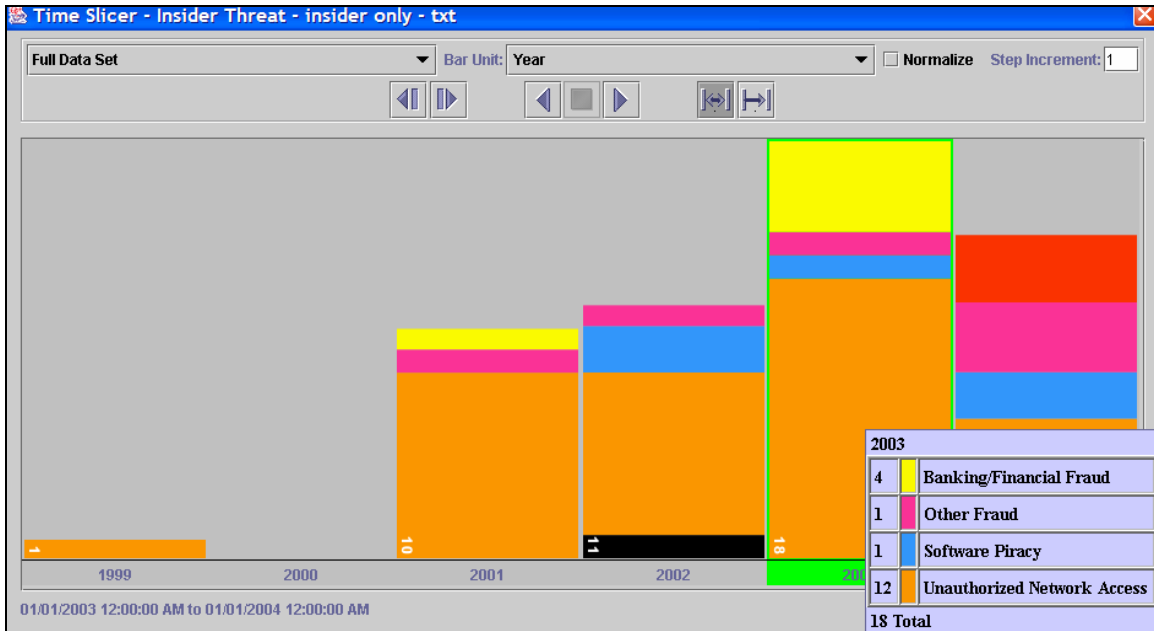 Time Slicer - Insider Threat - insider only - txt
Full Data Set Bar Unit: Year Normalize Step Increment: 1
1 10 11 18
1999 2000 2001 2002 200
01/01/2003 12:00:00 AM to 01/01/2004 12:00:00 AM
2003
4 Banking/Financial Fraud
1 Other Fraud
1 Software Piracy
12 Unauthorized Network Access
18 Total